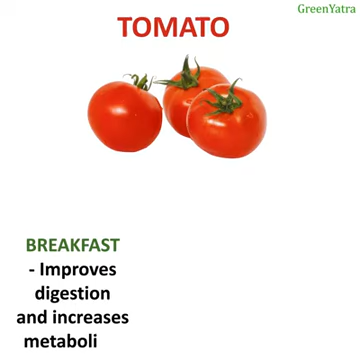 GreenYatra
TOMATO
BREAKFAST
- Improves
digestion
and increases
metaboli